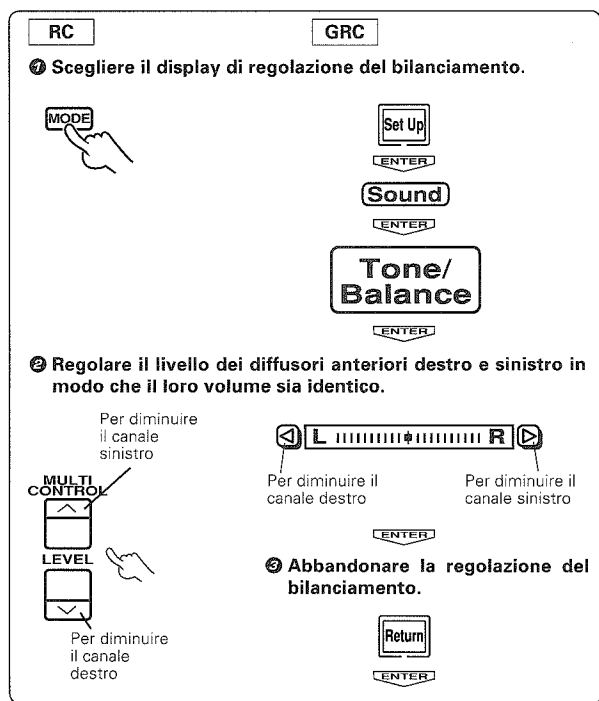 RC
GRC
❶ Scegliere il display di regolazione del bilanciamento.
MODE
Set Up
ENTER
Sound
ENTER
Tone/
Balance
ENTER
❷ Regolare il livello dei diffusori anteriori destro e sinistro in
modo che il loro volume sia identico.
Per diminuire
il canale
sinistro
MULTI
CONTROL
LEVEL
Per diminuire
il canale
destro
L R
Per diminuire il
canale destro
Per diminuire il
canale sinistro
ENTER
❸ Abbandonare la regolazione del
bilanciamento.
Return
ENTER